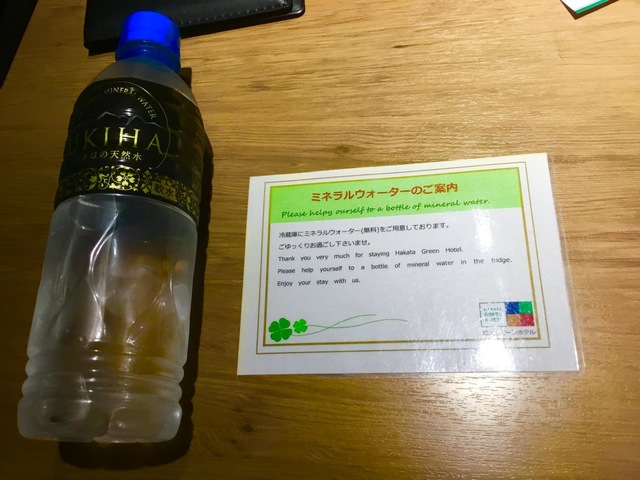 MINERAL WATER
KIHA
きはの天然水
ミネラルウォーターのご案内
Please helpy ourself to a bottle of mineral water.
冷蔵庫にミネラルウォーター(無料)をご用意しております。
ごゆっくりお過ごし下さいませ。
Thank you very much for staying Hakata Green Hotel.
Please help yourself to a bottle of mineral water in the fridge.
Enjoy your stay with us.
グリーンホテル